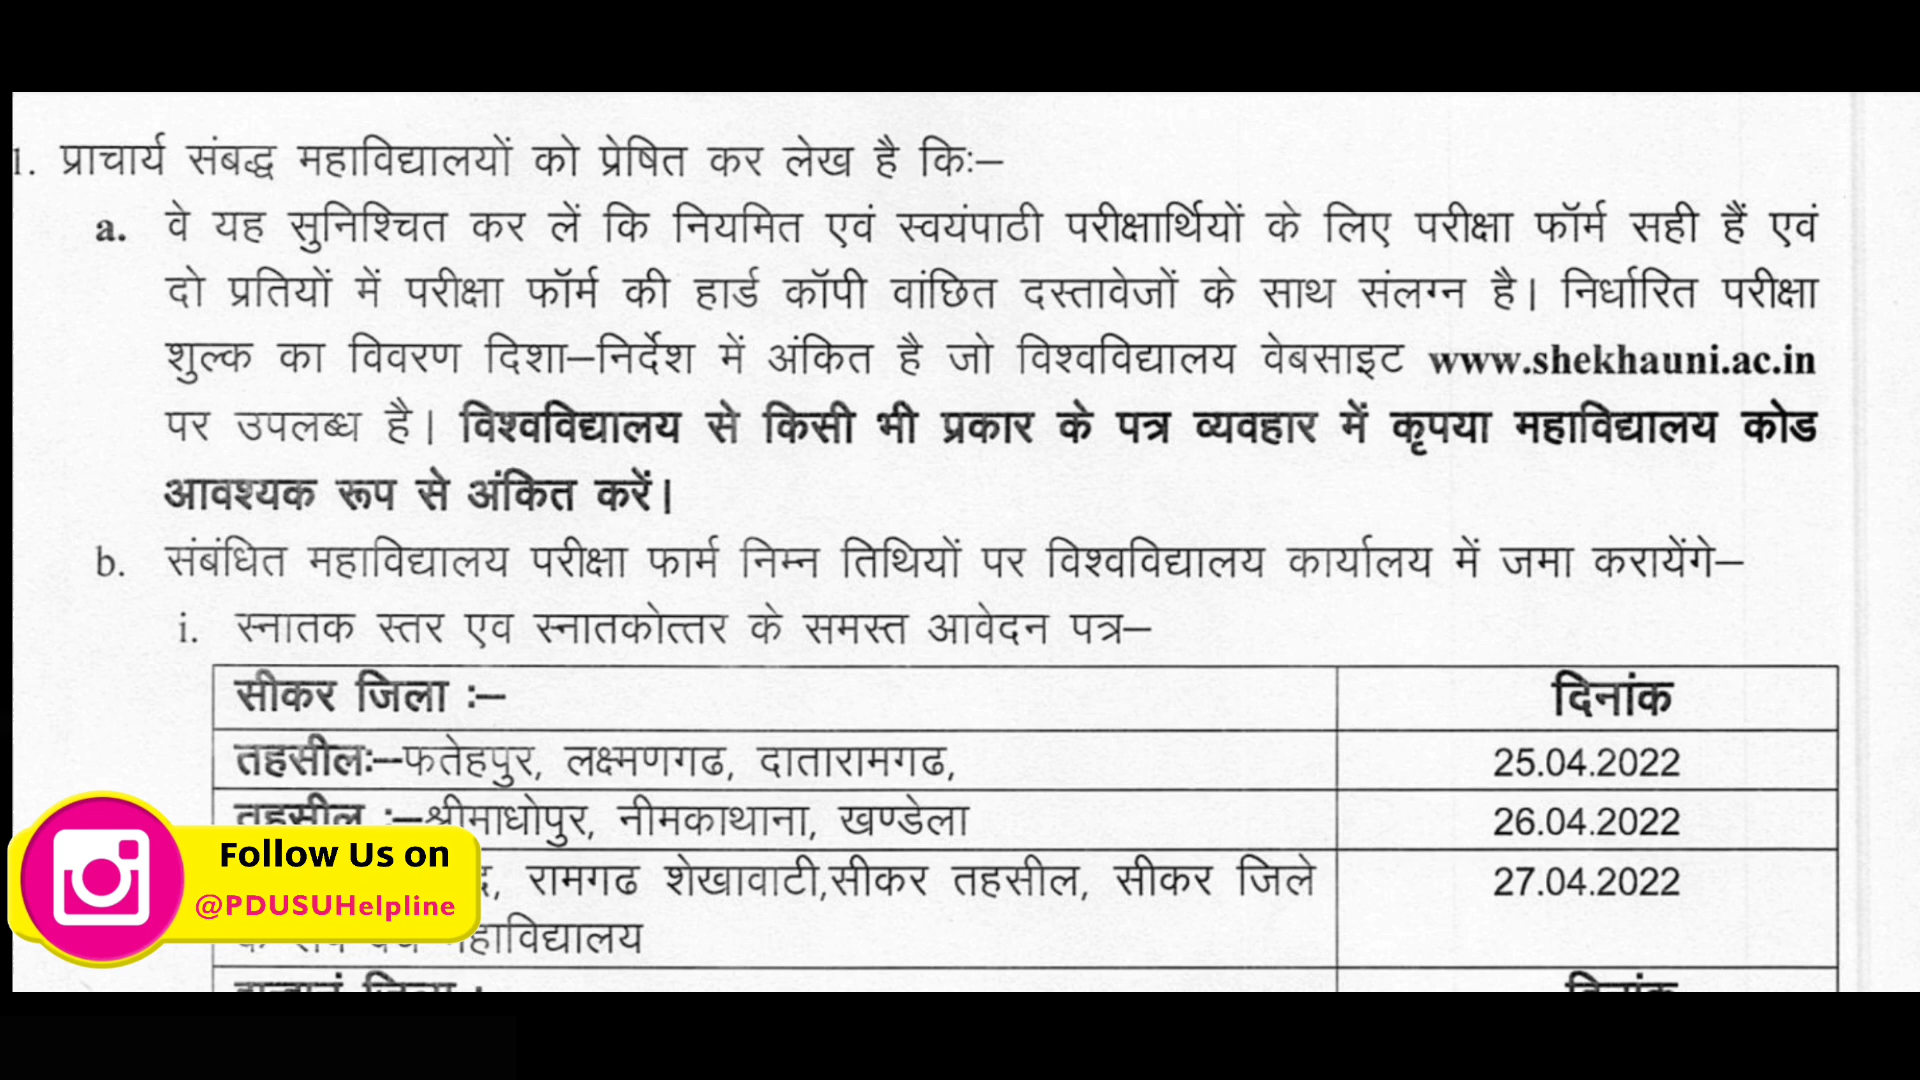 1. प्राचार्य संबद्ध महाविद्यालयों को प्रेषित कर लेख है कि:–
a. वे यह सुनिश्चित कर लें कि नियमित एवं स्वयंपाठी परीक्षार्थियों के लिए परीक्षा फॉर्म सही हैं एवं
दो प्रतियों में परीक्षा फॉर्म की हार्ड कॉपी वांछित दस्तावेजों के साथ संलग्न है। निर्धारित परीक्षा
शुल्क का विवरण दिशा–निर्देश में अंकित है जो विश्वविद्यालय वेबसाइट www.shekhauni.ac.in
पर उपलब्ध है। विश्वविद्यालय से किसी भी प्रकार के पत्र व्यवहार में कृपया महाविद्यालय कोड
आवश्यक रूप से अंकित करें।
b. संबंधित महाविद्यालय परीक्षा फार्म निम्न तिथियों पर विश्वविद्यालय कार्यालय में जमा करायेंगे–
i. स्नातक स्तर एव स्नातकोत्तर के समस्त आवेदन पत्र–
सीकर जिला :– दिनांक
तहसील:–फतेहपुर, लक्ष्मणगढ, दातारामगढ, 25.04.2022
तहसील :–श्रीमाधोपुर, नीमकाथाना, खण्डेला 26.04.2022
रामगढ शेखावाटी,सीकर तहसील, सीकर जिले 27.04.2022
महाविद्यालय
दिनांक
Follow Us on
@PDUSUHelpline